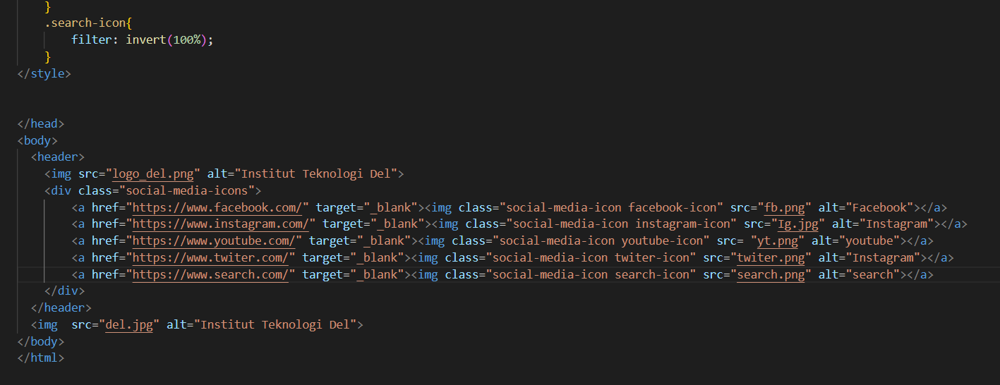 }
.search-icon{
filter: invert(100%);
}
</style>
</head>
<body>
<header>
<img src="logo_del.png" alt="Institut Teknologi Del">
<div class="social-media-icons">
<a href="https://www.facebook.com/" target="_blank"><img class="social-media-icon facebook-icon" src="fb.png" alt="Facebook"></a>
<a href="https://www.instagram.com/" target="_blank"><img class="social-media-icon instagram-icon" src="Ig.jpg" alt="Instagram"></a>
<a href="https://www.youtube.com/" target="_blank"><img class="social-media-icon youtube-icon" src= "yt.png" alt="youtube"></a>
<a href="https://www.twiter.com/" target="_blank"><img class="social-media-icon twiter-icon" src="twiter.png" alt="Instagram"></a>
<a href="https://www.search.com/" target="_blank"><img class="social-media-icon search-icon" src="search.png" alt="search"></a>
</div>
</header>
<img  src="del.jpg" alt="Institut Teknologi Del">
</body>
</html>